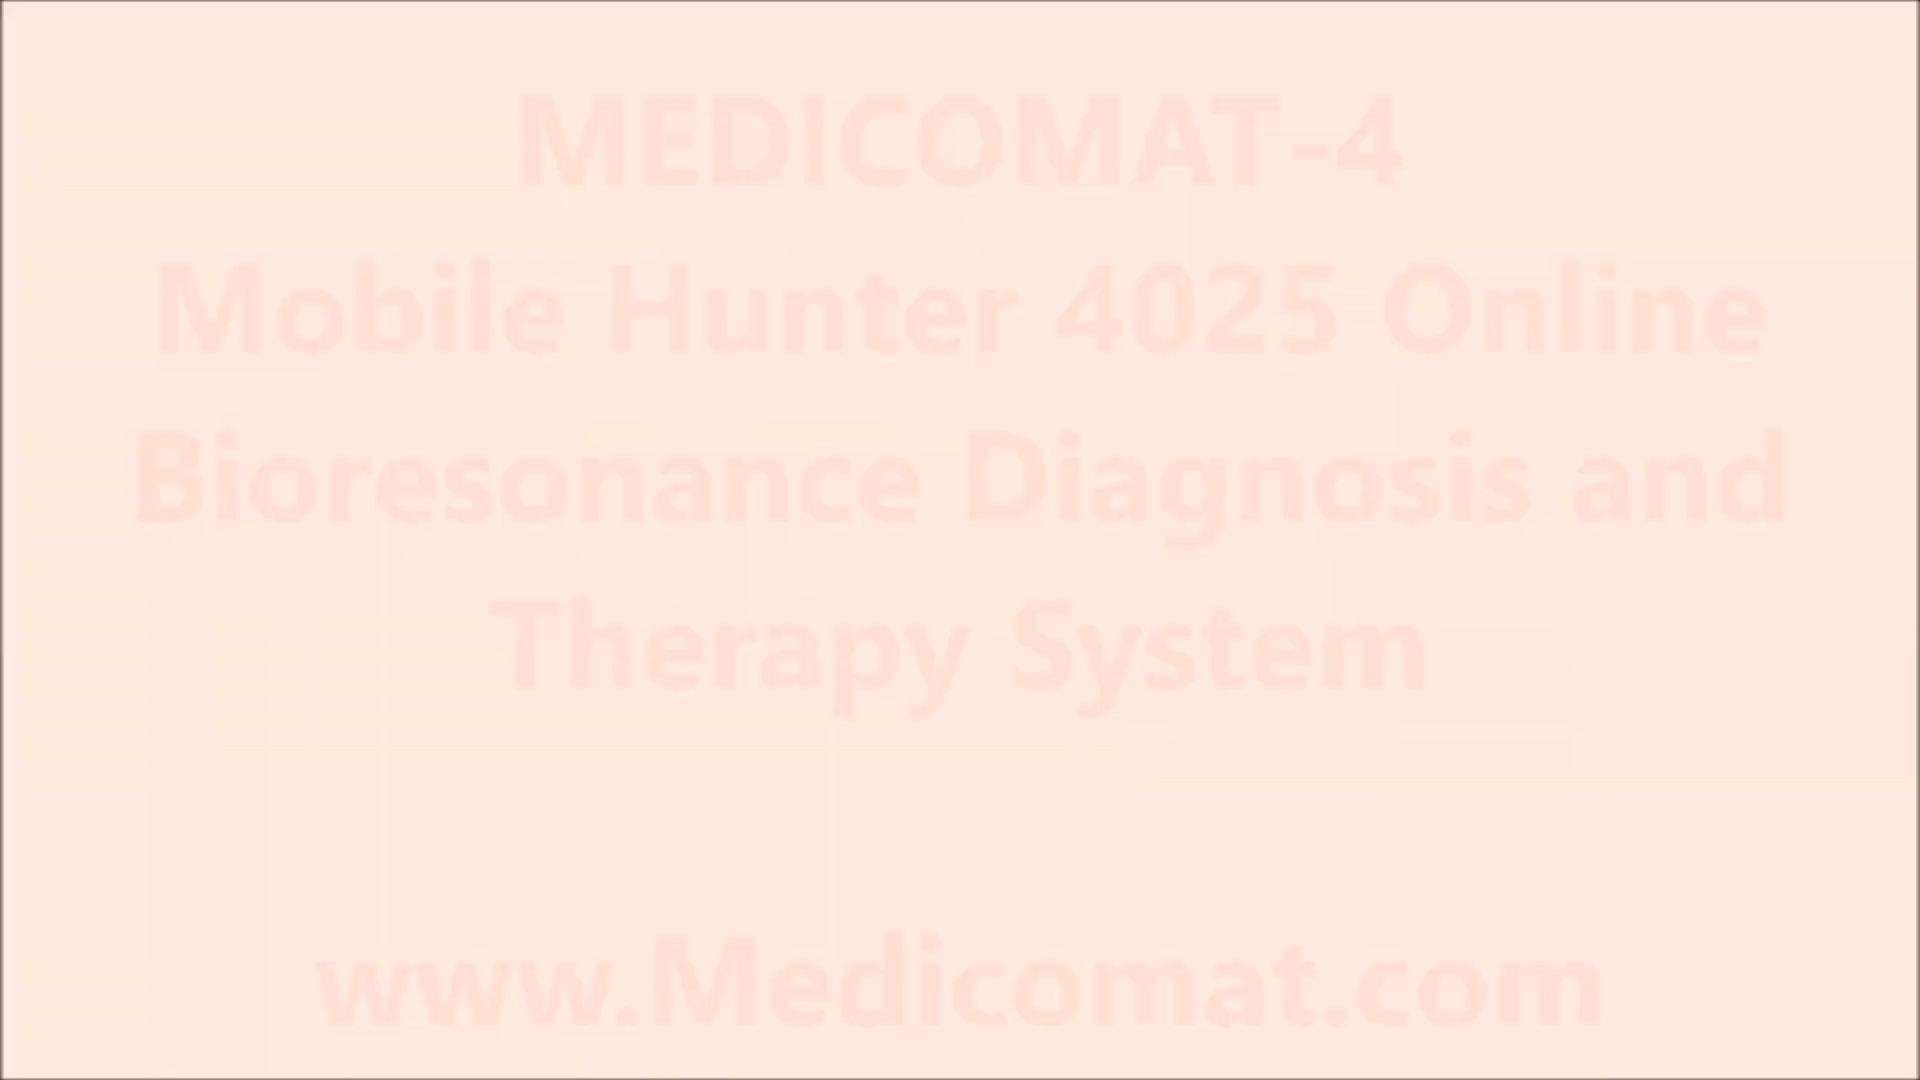 MEDICOMAT-4
Mobile Hunter 4025 Online
Bioresonance Diagnosis and
Therapy System
www.Medicomat.com